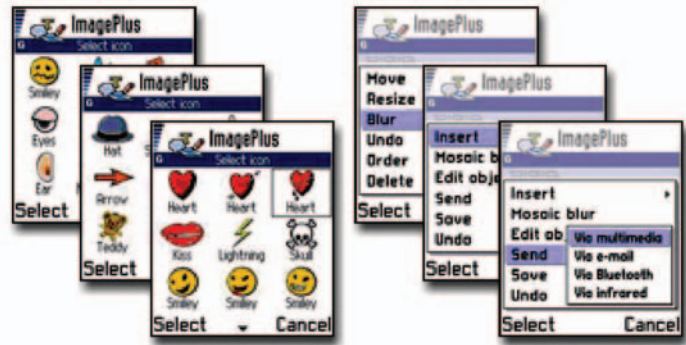 ImagePlus
G
Select icon
Smiley
Eyes
Ear
Select
ImagePlus
Select icon
Hat
Arrow
Teddy
Select
ImagePlus
G Select icon
Heart Heart Heart
Kiss Lightning Skull
Smiley Smiley Smiley
Select Cancel
ImagePlus
G
Move
Resize
Blur
Undo
Order
Delete
Select
ImagePlus
Insert
Mosaic b
Edit obje
Send
Save
Undo
Select
ImagePlus
G
Insert
Mosaic blur
Edit ob
Send
Save
Undo
Via multimedia
Via e-mail
Via Bluetooth
Via infrared
Select Cancel